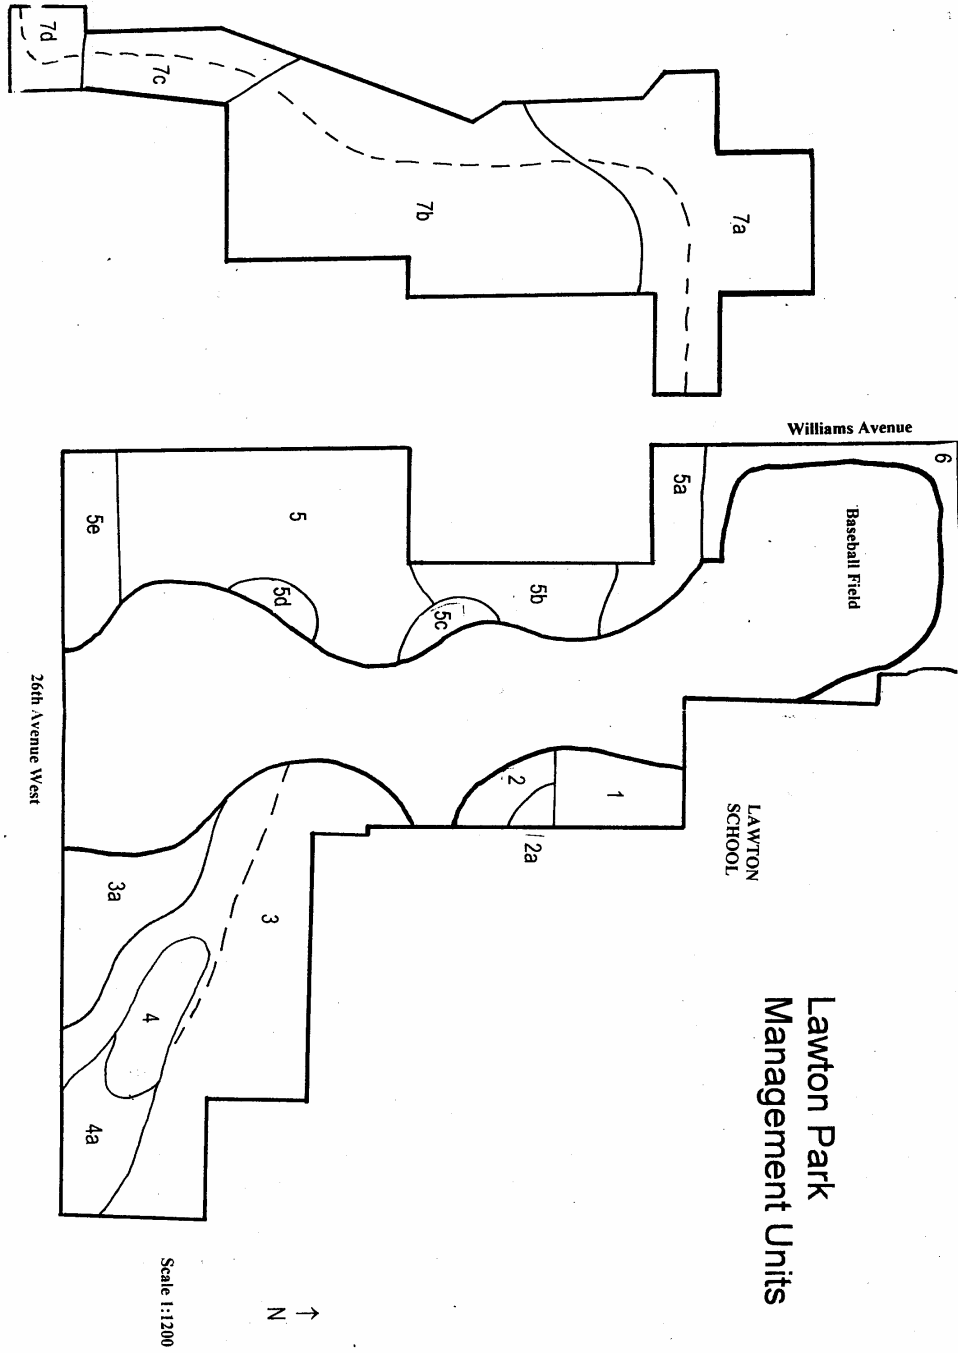 Lawton Park
Management Units
Williams Avenue
26th Avenue West
LAWTON
SCHOOL
Baseball Field
7d
7c
7b
7a
6
5a
5b
5c
5d
5
5e
1
2
2a
3
3a
4
4a
N
Scale 1:1200